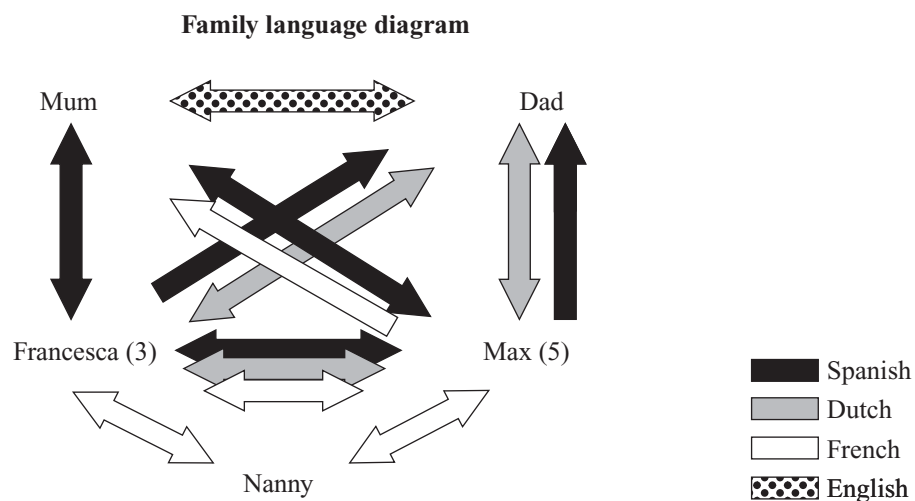 Family language diagram
Mum
Dad
Francesca (3)
Max (5)
Nanny
Spanish
Dutch
French
English